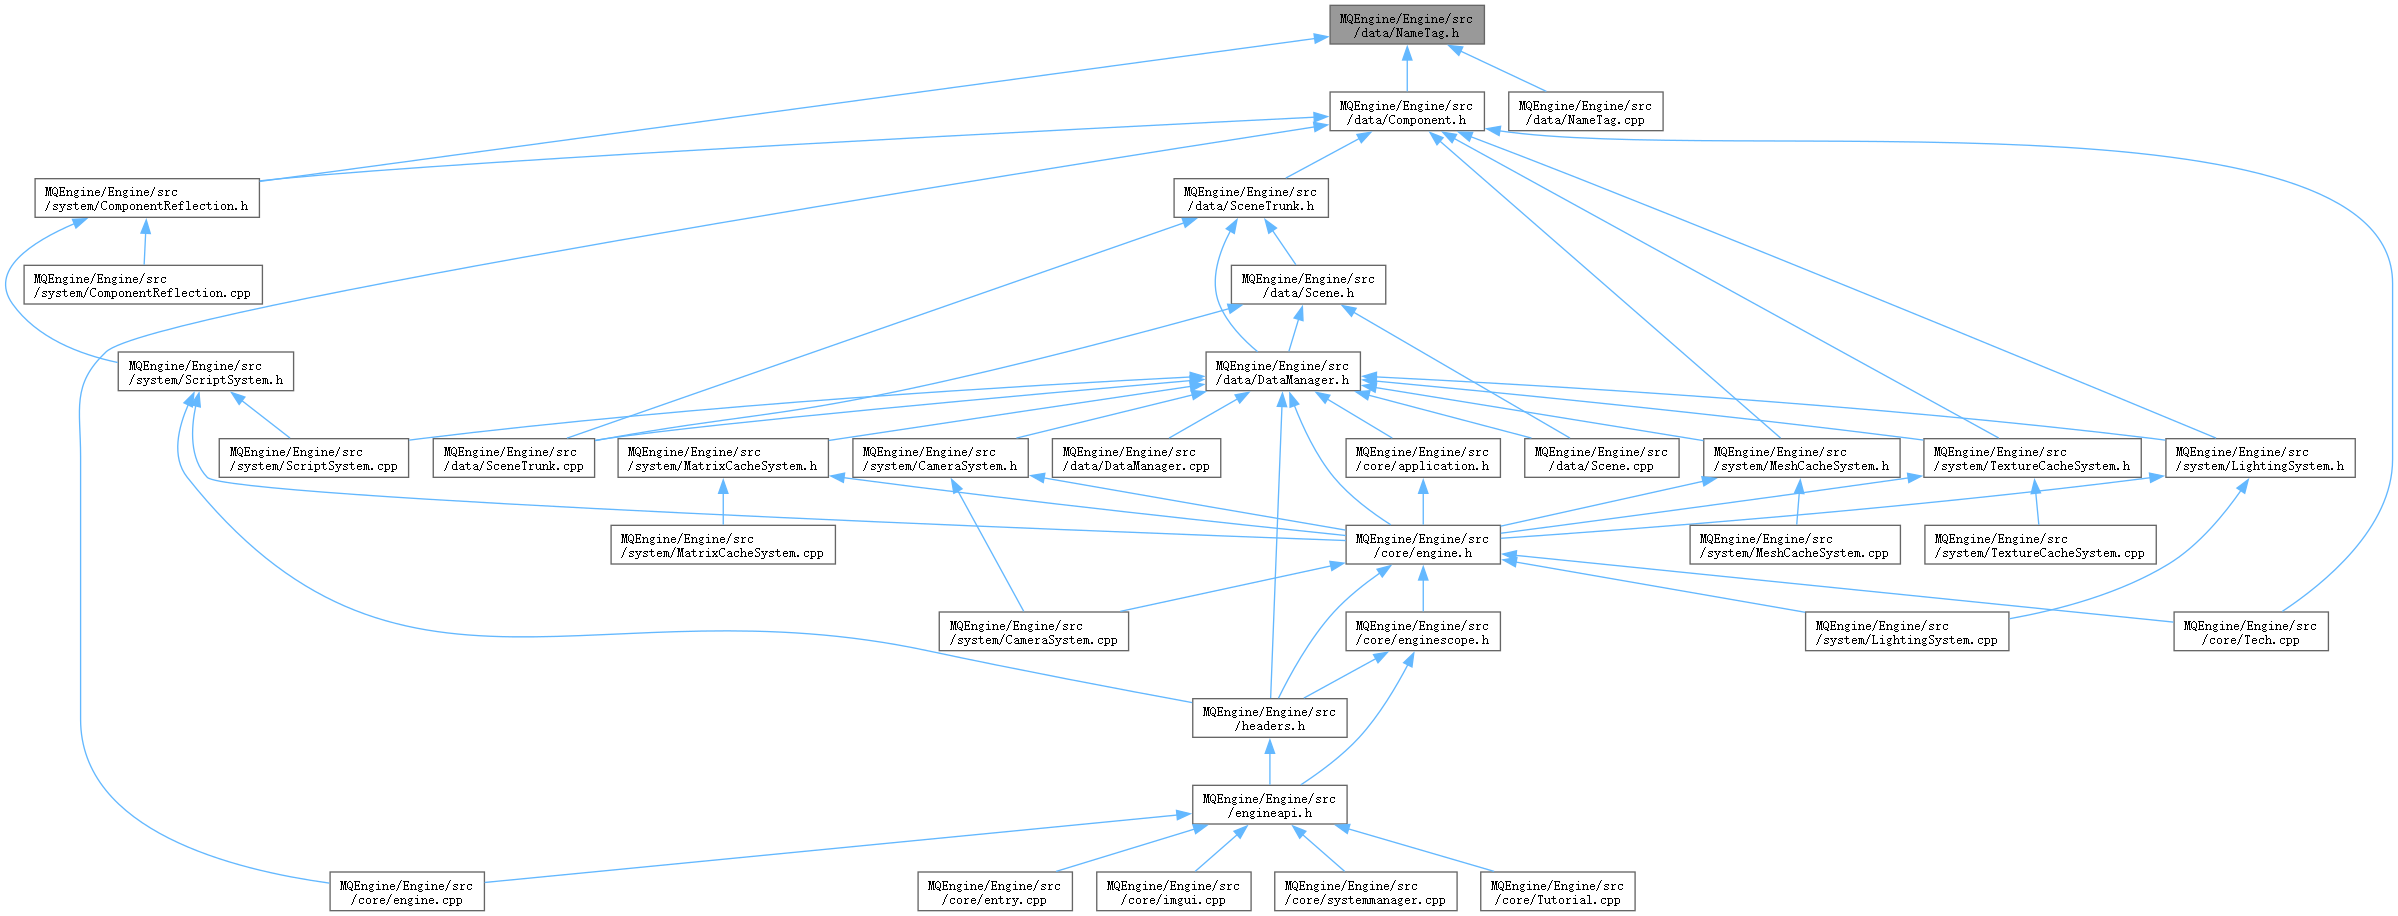 MQEngine/Engine/src
/data/NameTag.h
MQEngine/Engine/src
/data/Component.h
MQEngine/Engine/src
/data/NameTag.cpp
MQEngine/Engine/src
/system/ComponentReflection.h
MQEngine/Engine/src
/data/SceneTrunk.h
MQEngine/Engine/src
/system/ComponentReflection.cpp
MQEngine/Engine/src
/data/Scene.h
MQEngine/Engine/src
/system/ScriptSystem.h
MQEngine/Engine/src
/data/DataManager.h
MQEngine/Engine/src
/system/ScriptSystem.cpp
MQEngine/Engine/src
/data/SceneTrunk.cpp
MQEngine/Engine/src
/system/MatrixCacheSystem.h
MQEngine/Engine/src
/system/CameraSystem.h
MQEngine/Engine/src
/data/DataManager.cpp
MQEngine/Engine/src
/core/application.h
MQEngine/Engine/src
/data/Scene.cpp
MQEngine/Engine/src
/system/MeshCacheSystem.h
MQEngine/Engine/src
/system/TextureCacheSystem.h
MQEngine/Engine/src
/system/LightingSystem.h
MQEngine/Engine/src
/system/MatrixCacheSystem.cpp
MQEngine/Engine/src
/core/engine.h
MQEngine/Engine/src
/system/MeshCacheSystem.cpp
MQEngine/Engine/src
/system/TextureCacheSystem.cpp
MQEngine/Engine/src
/system/CameraSystem.cpp
MQEngine/Engine/src
/core/enginescope.h
MQEngine/Engine/src
/system/LightingSystem.cpp
MQEngine/Engine/src
/core/Tech.cpp
MQEngine/Engine/src
/headers.h
MQEngine/Engine/src
/engineapi.h
MQEngine/Engine/src
/core/engine.cpp
MQEngine/Engine/src
/core/entry.cpp
MQEngine/Engine/src
/core/imgui.cpp
MQEngine/Engine/src
/core/systemmanager.cpp
MQEngine/Engine/src
/core/Tutorial.cpp